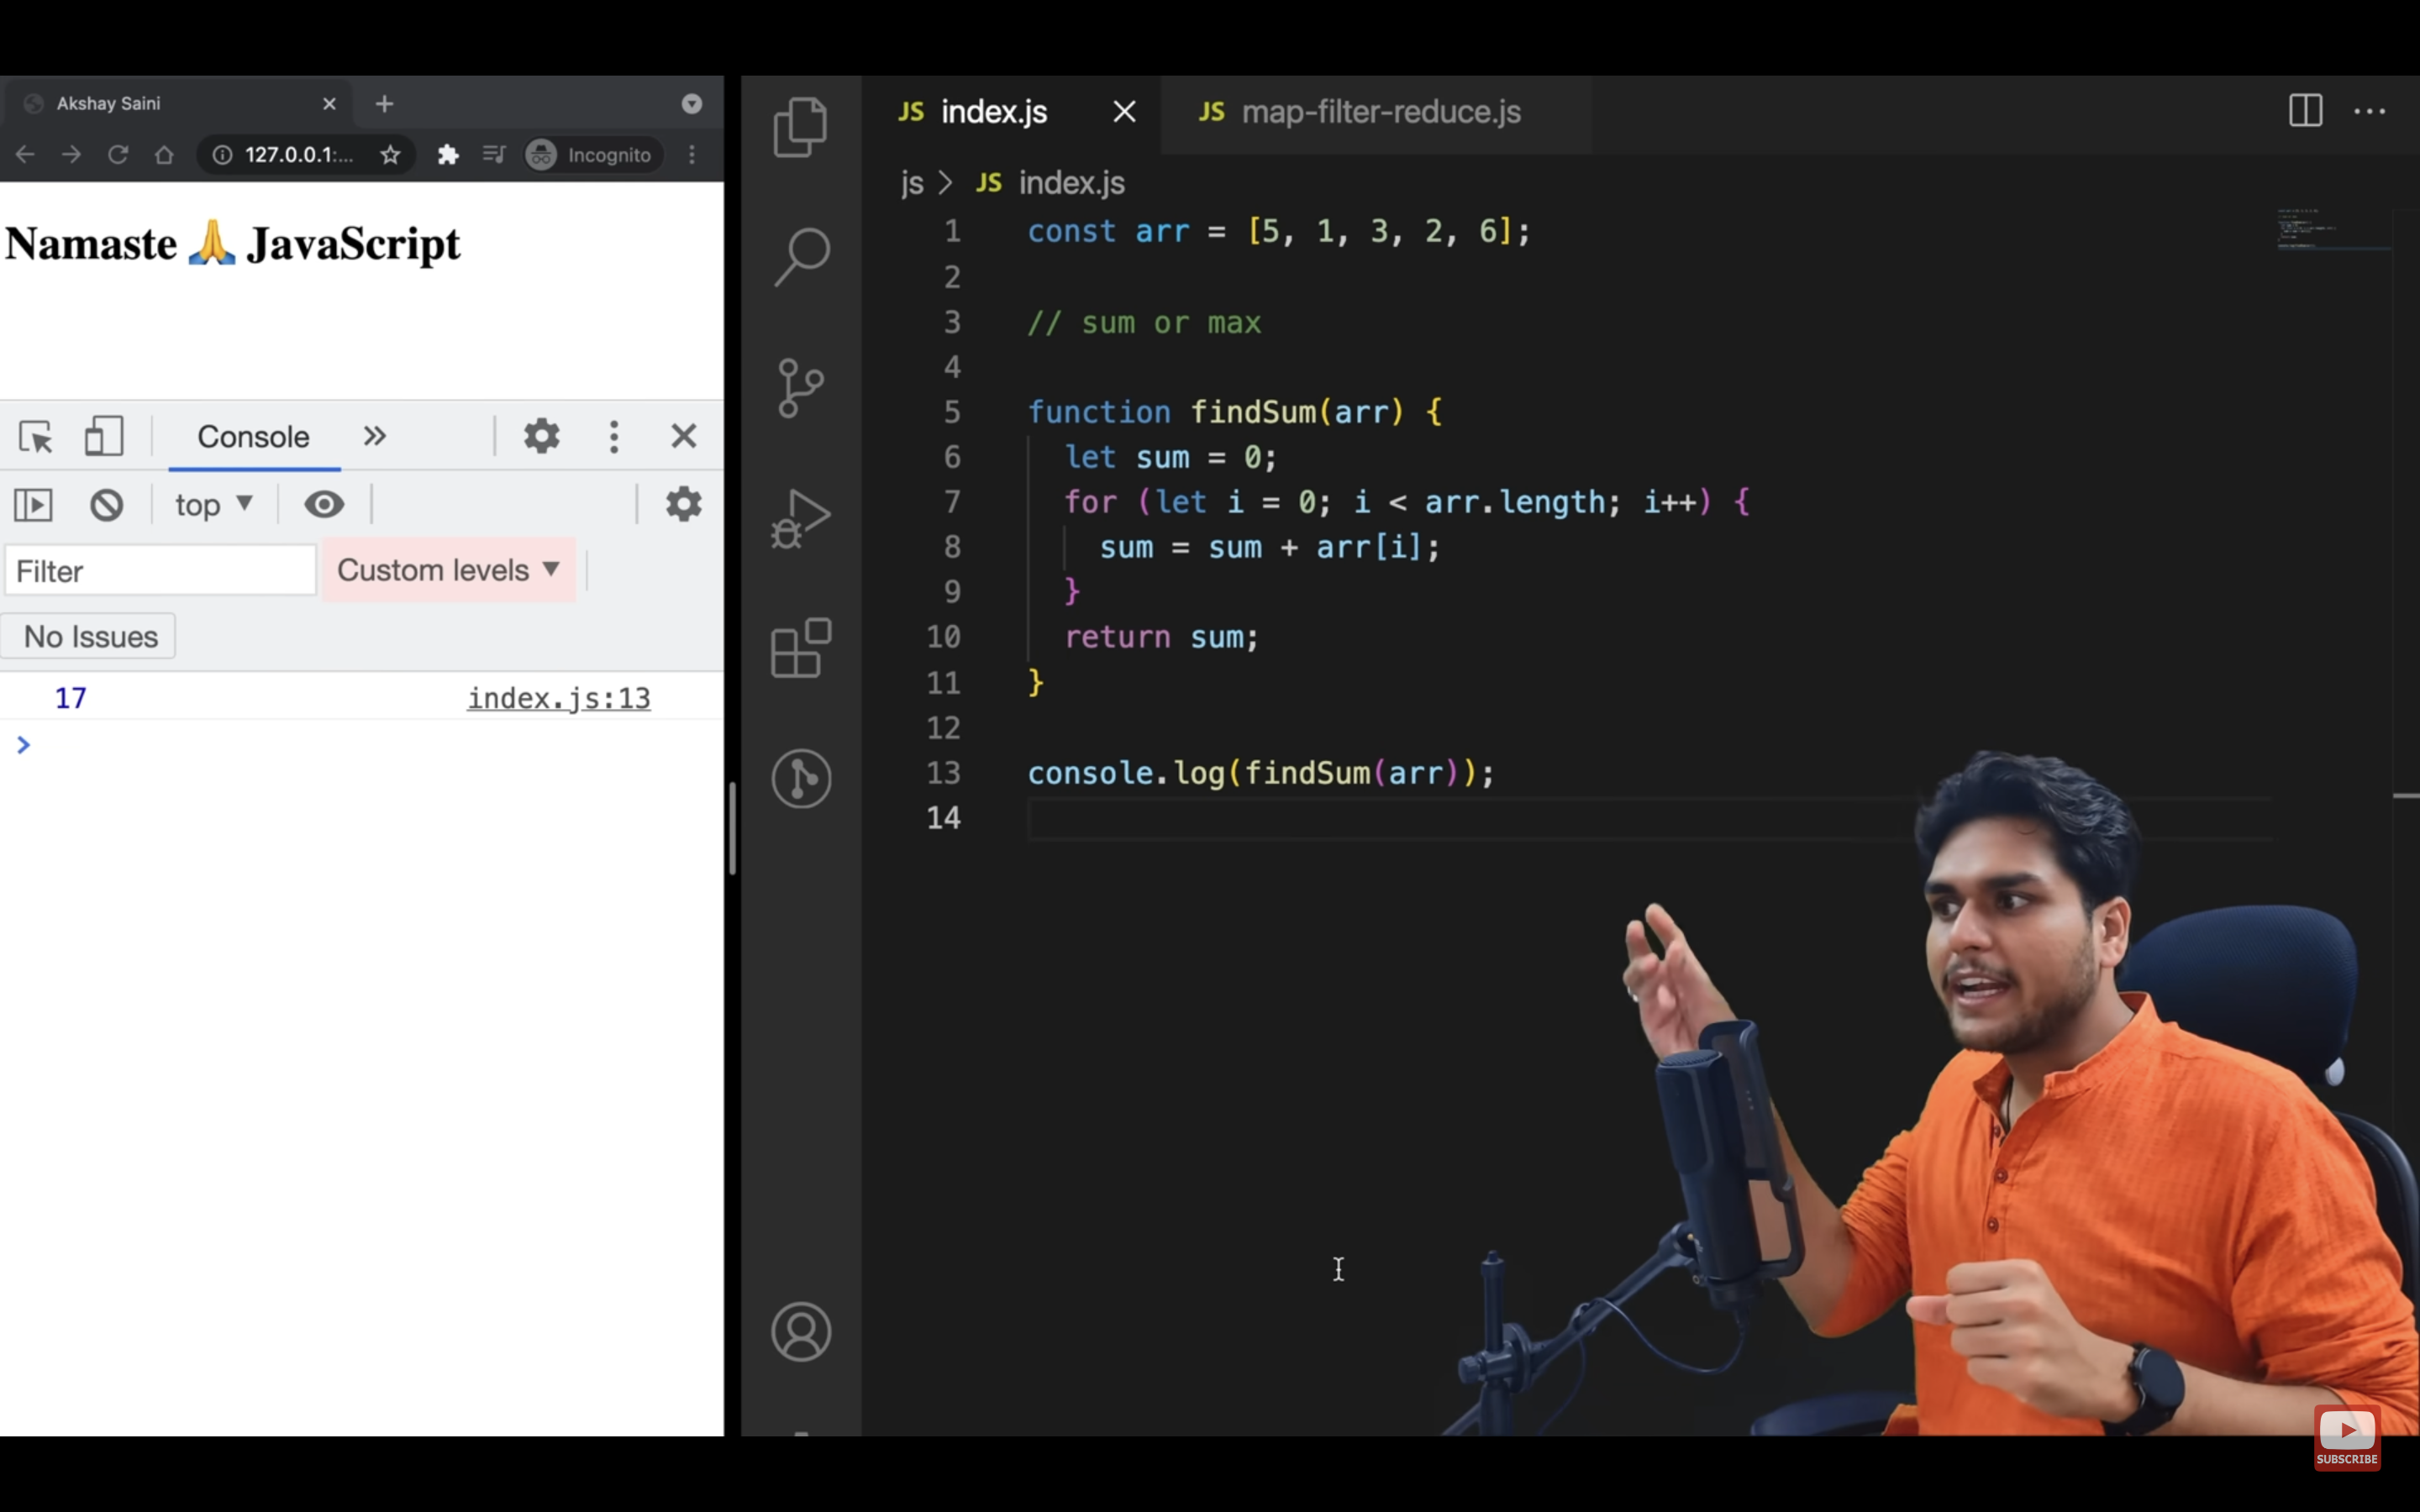 Akshay Saini
127.0.0.1:...
Incognito
Namaste 🙏 JavaScript
Console
top
Filter
Custom levels
No Issues
17 index.js:13
JS index.js
JS map-filter-reduce.js
js > JS index.js
1 const arr = [5, 1, 3, 2, 6];
2
3 // sum or max
4
5 function findSum(arr) {
6 let sum = 0;
7 for (let i = 0; i < arr.length; i++) {
8 sum = sum + arr[i];
9 }
10 return sum;
11 }
12
13 console.log(findSum(arr));
14
SUBSCRIBE